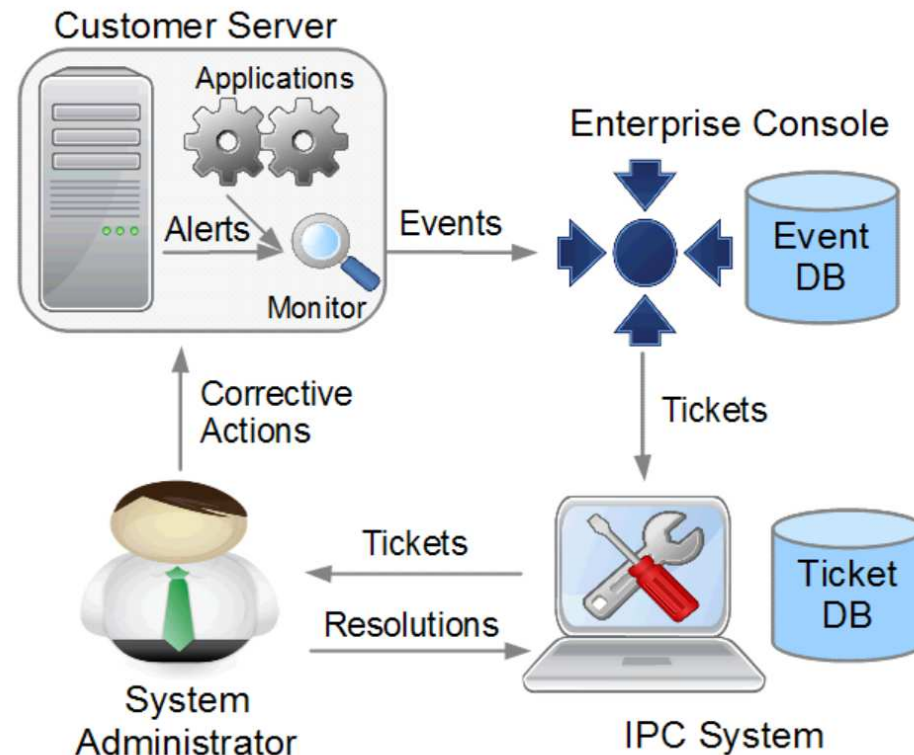 Customer Server
Applications
Alerts
Monitor
Events
Enterprise Console
Event
DB
Tickets
Corrective
Actions
Tickets
Resolutions
Ticket
DB
System
Administrator
IPC System